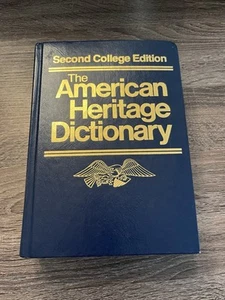 Second College Edition
The
American
Heritage
Dictionary